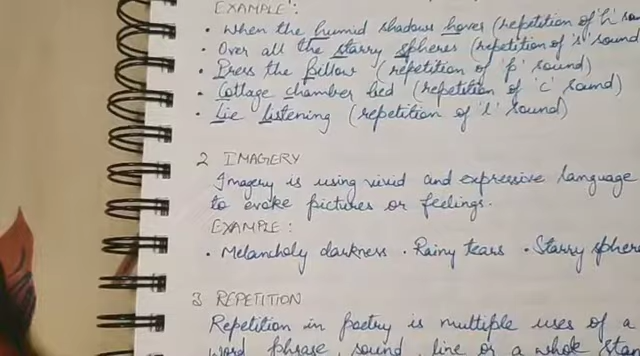 EXAMPLE:
• When the humid shadows hover (repetition of 'h' sou
• Over all the starry spheres (repetition of 's' sound
• Press the pillow (repetition of 'p' sound)
• Cottage chamber bed (repetition of 'c' sound)
• Lie listening (repetition of 'l' sound)
2 IMAGERY
Imagery is using vivid and expressive language
to evoke pictures or feelings.
EXAMPLE:
• Melancholy darkness • Rainy tears • Starry sphere
3 REPETITION
Repetition in poetry is multiple uses of a
word, phrase, sound, line or a whole stan